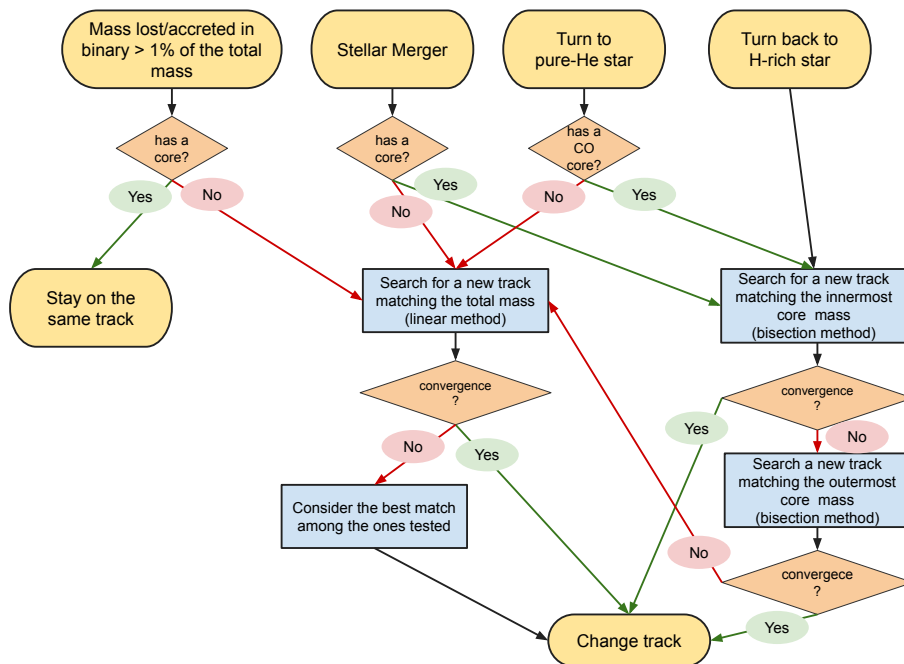 Mass lost/accreted in
binary > 1% of the total
mass
Stellar Merger
Turn to
pure-He star
Turn back to
H-rich star
has a
core?
has a
core?
has a
CO
core?
Yes
No
No
Yes
No
Yes
Stay on the
same track
Search for a new track
matching the total mass
(linear method)
Search for a new track
matching the innermost
core mass
(bisection method)
convergence
?
convergence
?
No
Yes
Yes
No
Consider the best match
among the ones tested
Search a new track
matching the outermost
core mass
(bisection method)
No
convergece
?
Yes
Change track